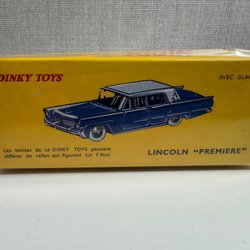 DINKY TOYS
AVEC GLA
Les teintes de ce DINKY TOYS peuvent
différer de celles qui figurent sur l'étui.
LINCOLN "PREMIERE"